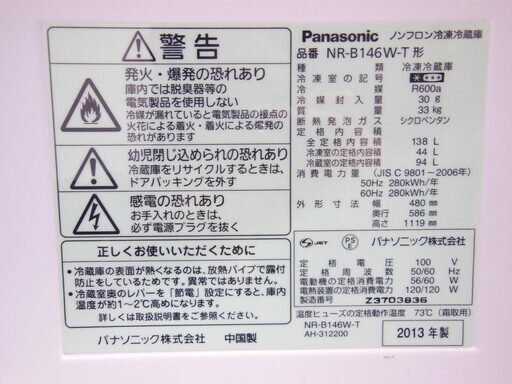 警告
発火・爆発の恐れあり
庫内では脱臭器等の
電気製品を使用しないで
冷媒が漏れていると電気製品の接点の
火花による着火・着火による爆発の
恐れあり
幼児閉じ込められの恐れあり
冷蔵庫をリサイクルするときは、
ドアパッキングを外す
感電の恐れあり
お手入れのときは、
必ず電源プラグを抜く
正しくお使いいただくために
•冷蔵庫の表面が熱くなるのは、放熱パイプで露付
防止をしているためです。異常ではありません。
•冷蔵室奥のレバーを「節電」設定にすると、庫内
温度が約1~2℃高めになります。
詳しくは取扱説明書をご覧ください。
パナソニック株式会社 中国製
Panasonic ノンフロン冷凍冷蔵庫
品番 NR-B146W-T形
種類 冷凍冷蔵庫
冷凍室の記号
冷媒 R600a
冷媒封入量 30g
質量 33kg
断熱発泡ガス シクロペンタン
定格内容積
全定格内容積 138 L
冷凍室の定格内容積 44 L
冷蔵室の定格内容積 94 L
消費電力量 (JIS C 9801-2006年)
50Hz 280kWh/年
60Hz 280kWh/年
外形寸法 幅 480 mm
奥行 586 mm
高さ 1119 mm
JET PSE パナソニック株式会社
定格電圧 100 V
定格周波数 50/60 Hz
電動機の定格消費電力 56/60 W
電熱装置の定格消費電力 120/120 W
製造番号 Z3703836
温度ヒューズの定格動作温度 73℃ (霜取用)
NR-B146W-T
AH-312200
2013年製